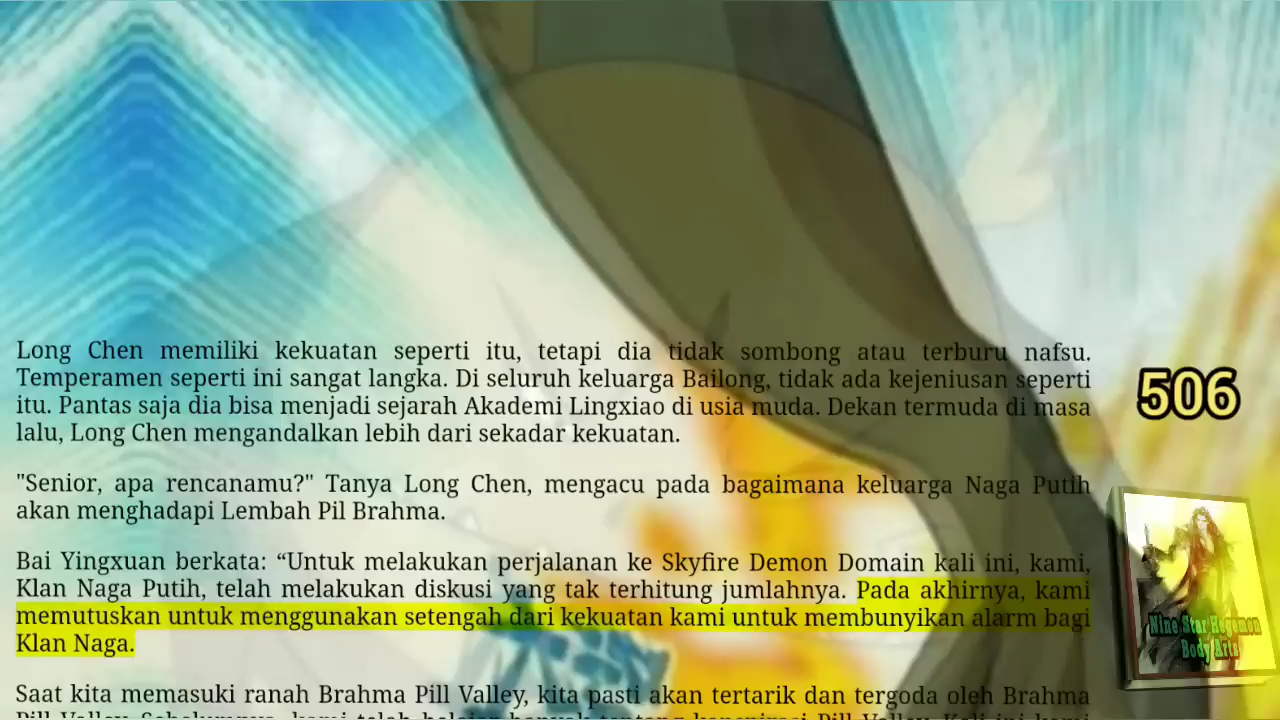 Long Chen memiliki kekuatan seperti itu, tetapi dia tidak sombong atau terburu nafsu.
Temperamen seperti ini sangat langka. Di seluruh keluarga Bailong, tidak ada kejeniusan seperti
itu. Pantas saja dia bisa menjadi sejarah Akademi Lingxiao di usia muda. Dekan termuda di masa
lalu, Long Chen mengandalkan lebih dari sekadar kekuatan.
506
"Senior, apa rencanamu?" Tanya Long Chen, mengacu pada bagaimana keluarga Naga Putih
akan menghadapi Lembah Pil Brahma.
Bai Yingxuan berkata: “Untuk melakukan perjalanan ke Skyfire Demon Domain kali ini, kami,
Klan Naga Putih, telah melakukan diskusi yang tak terhitung jumlahnya. Pada akhirnya, kami
memutuskan untuk menggunakan setengah dari kekuatan kami untuk membunyikan alarm bagi
Klan Naga.
Nine Star Hegemon
Body Arts
Saat kita memasuki ranah Brahma Pill Valley, kita pasti akan tertarik dan tergoda oleh Brahma